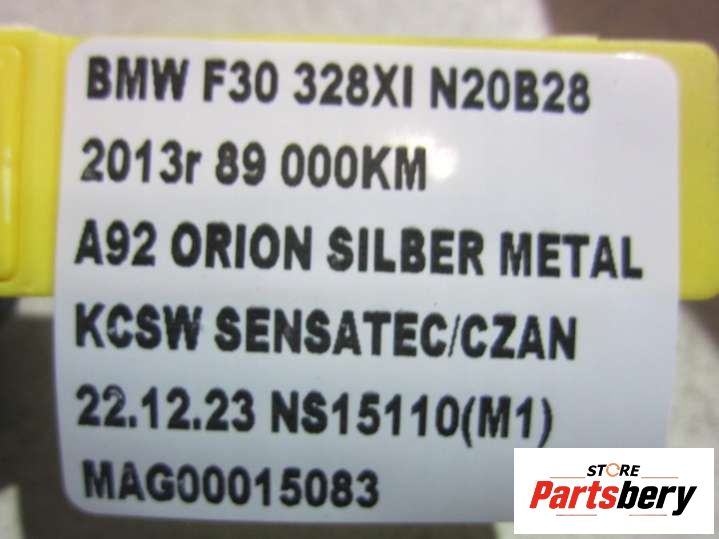 BMW F30 328XI N20B28
2013r 89 000KM
A92 ORION SILBER METAL
KCSW SENSATEC/CZAN
22.12.23 NS15110(M1)
MAG00015083
STORE
Partsbery